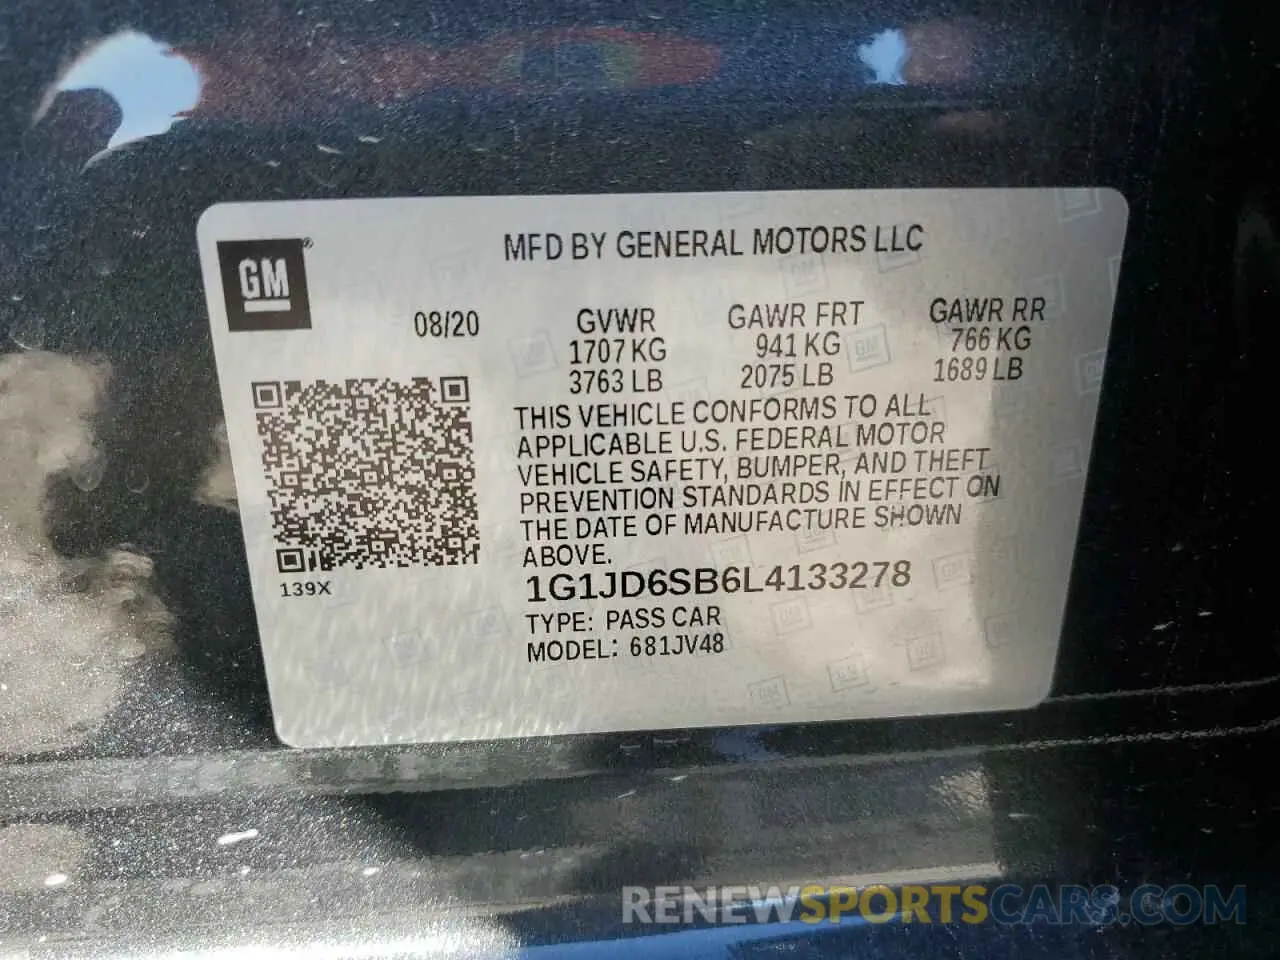 MFD BY GENERAL MOTORS LLC
GM®
08/20 GVWR GAWR FRT GAWR RR
1707 KG 941 KG 766 KG
3763 LB 2075 LB 1689 LB
THIS VEHICLE CONFORMS TO ALL
APPLICABLE U.S. FEDERAL MOTOR
VEHICLE SAFETY, BUMPER, AND THEFT
PREVENTION STANDARDS IN EFFECT ON
THE DATE OF MANUFACTURE SHOWN
ABOVE.
139X
1G1JD6SB6L4133278
TYPE: PASS CAR
MODEL: 681JV48
RENEWSPORTSCARS.COM